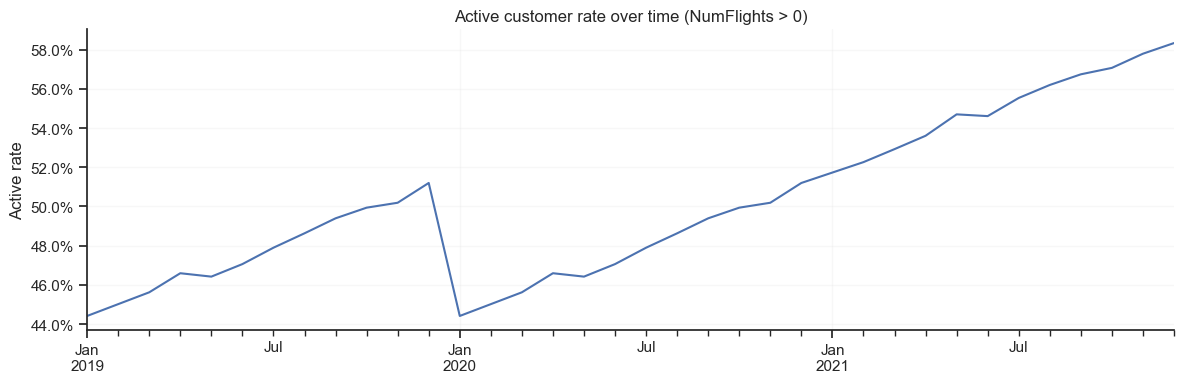 Active customer rate over time (NumFlights > 0)
Active rate
58.0%
56.0%
54.0%
52.0%
50.0%
48.0%
46.0%
44.0%
Jan Jul Jan Jul Jan Jul
2019 2020 2021